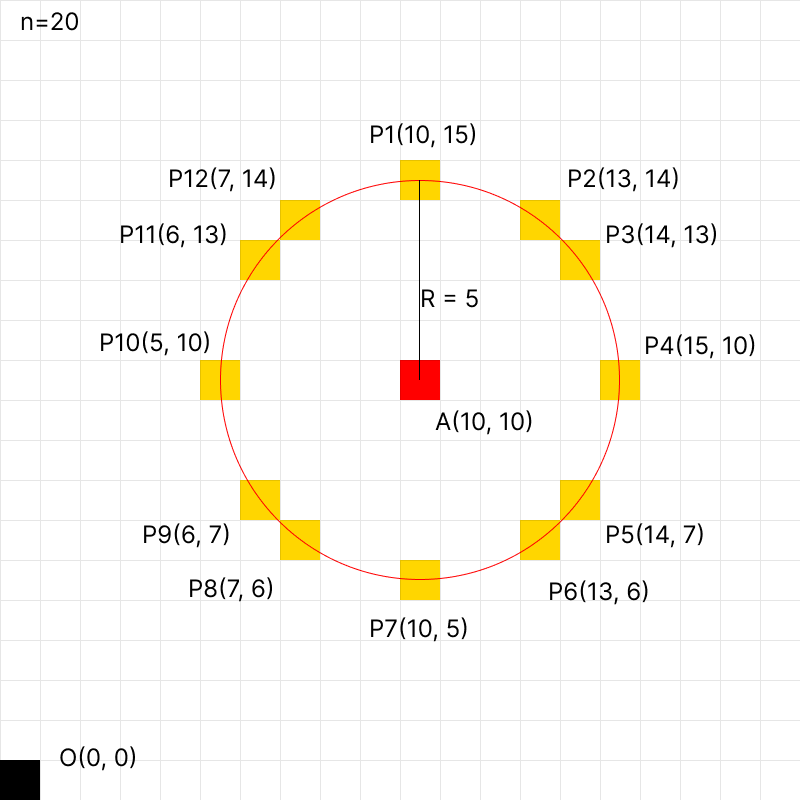 n=20
P1(10, 15)
P12(7, 14)
P2(13, 14)
P11(6, 13)
P3(14, 13)
R = 5
P10(5, 10)
P4(15, 10)
A(10, 10)
P9(6, 7)
P5(14, 7)
P8(7, 6)
P6(13, 6)
P7(10, 5)
O(0, 0)